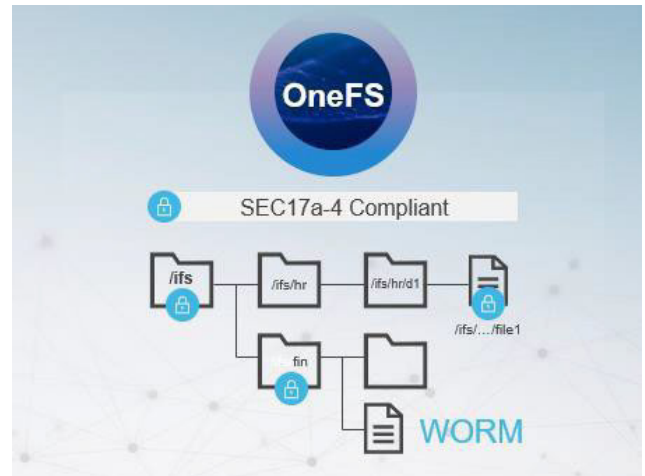 OneFS
SEC17a-4 Compliant
/ifs
/ifs/hr
/ifs/hr/d1
/ifs/.../file1
fin
WORM